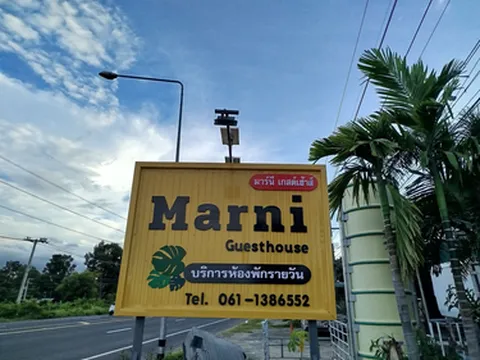 มาร์นี เกสต์เฮ้าส์
Marni
Guesthouse
บริการห้องพักรายวัน
Tel. 061-1386552